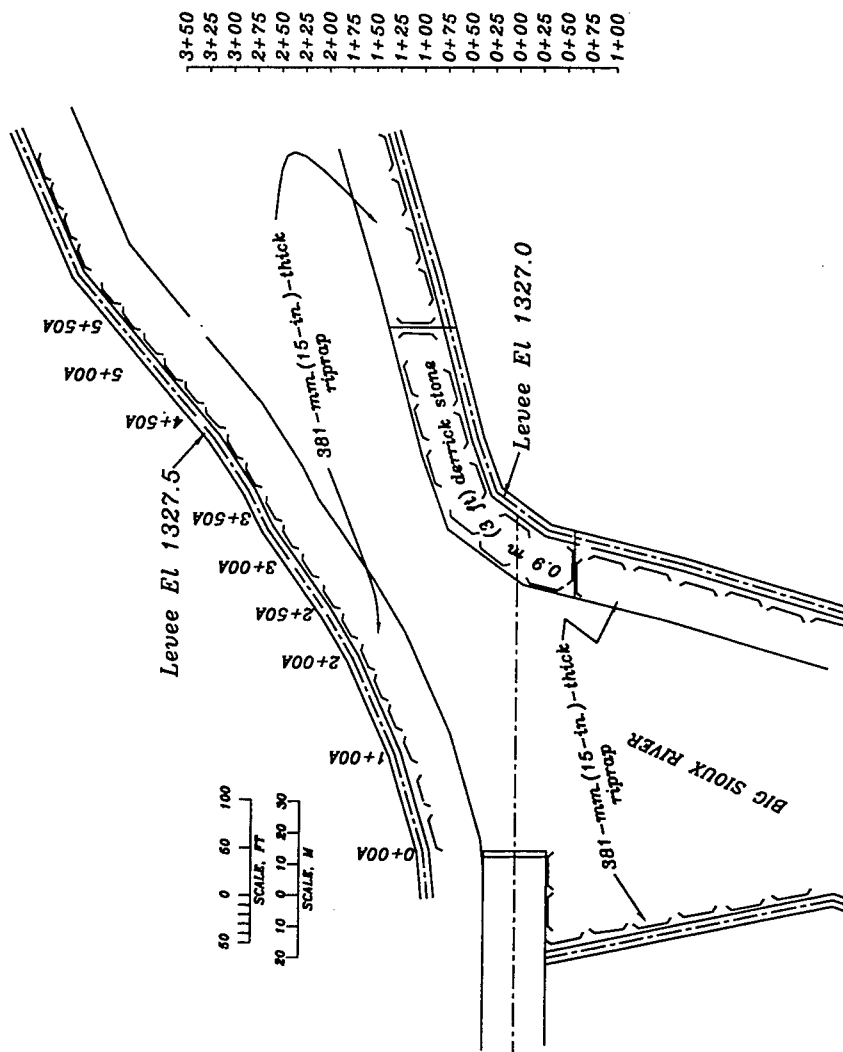 3+50
3+25
3+00
2+75
2+50
2+25
2+00
1+75
1+50
1+25
1+00
0+75
0+50
0+25
0+00
0+25
0+50
0+75
1+00
5+50A
5+00A
4+50A
3+50A
3+00A
2+50A
2+00A
1+00A
0+00A
Levee El 1327.5
381-mm (15-in.)-thick
riprap
0.9 m (3 ft) derrick stone
Levee El 1327.0
381-mm (15-in.)-thick
riprap
BIG SIOUX RIVER
50 0 50 100
SCALE, FT
20 10 0 10 20 30
SCALE, M